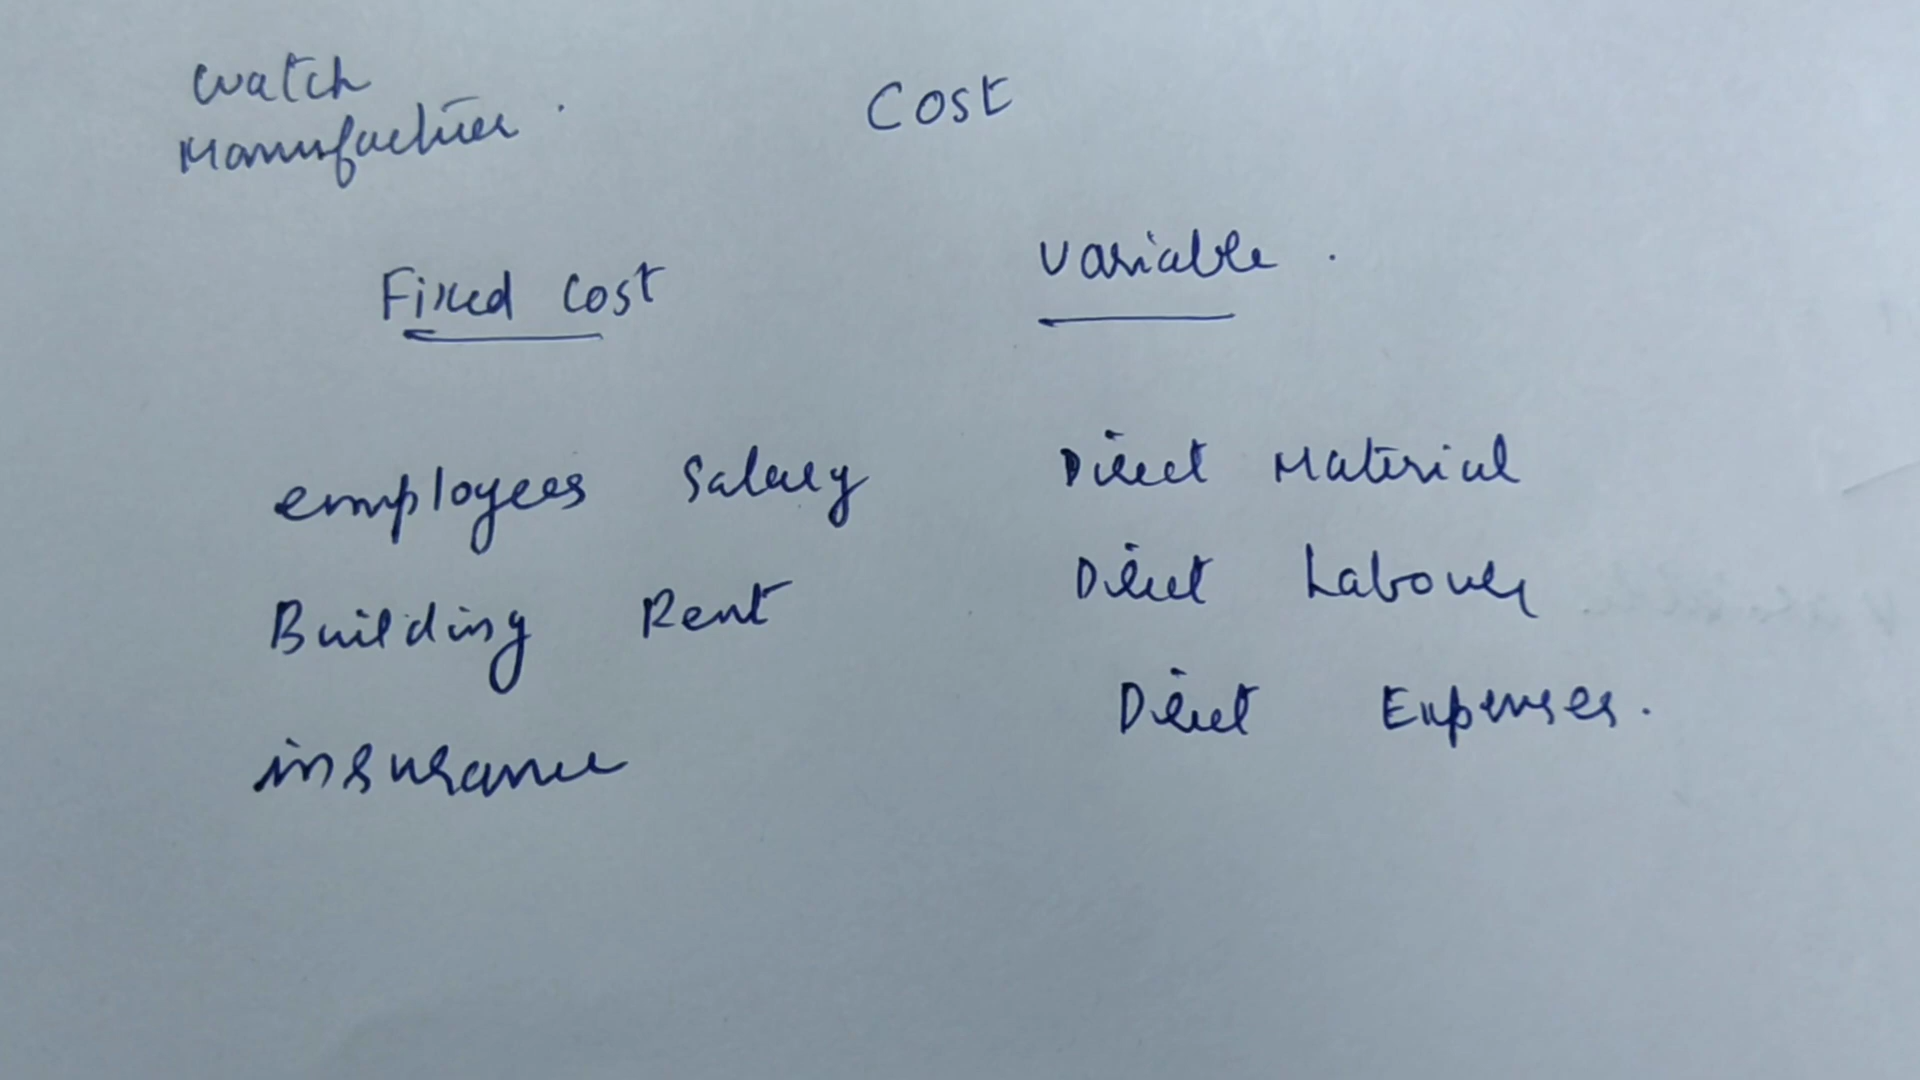 Watch
Manufacturer.
Cost
Fixed Cost
Variable.
employees Salary
Direct Material
Building Rent
Direct Labour
insurance
Direct Expenses.